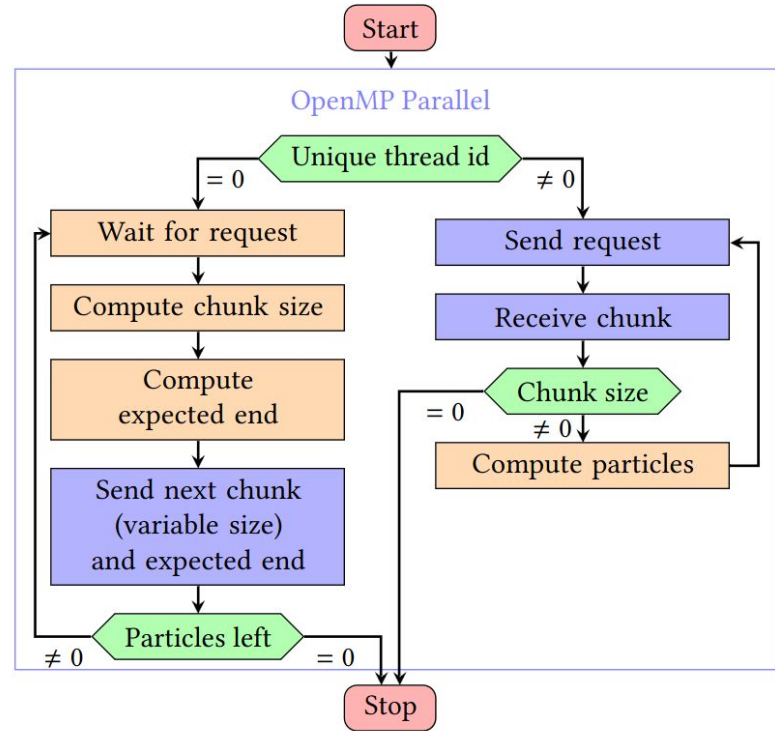 Start
OpenMP Parallel
Unique thread id
= 0
≠ 0
Wait for request
Compute chunk size
Compute
expected end
Send next chunk
(variable size)
and expected end
Particles left
≠ 0
= 0
Send request
Receive chunk
Chunk size
= 0
≠ 0
Compute particles
Stop